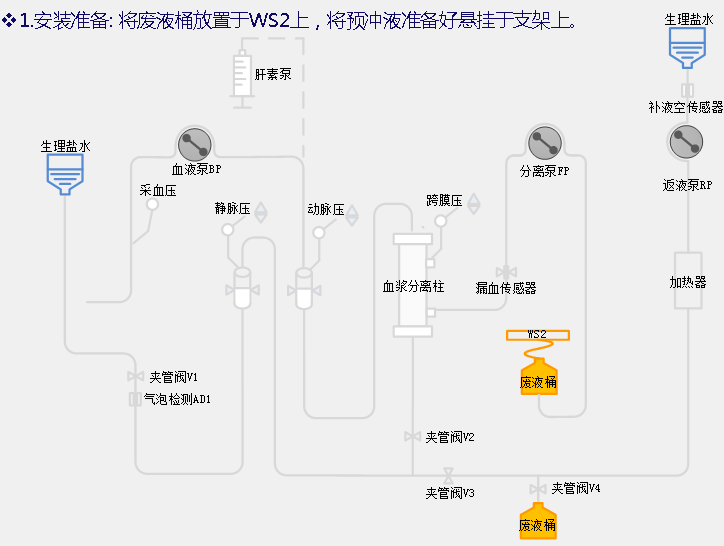 ❖1.安装准备: 将废液桶放置于WS2上，将预冲液准备好悬挂于支架上。
生理盐水
肝素泵
补液空传感器
生理盐水
血液泵BP
分离泵FP
返液泵RP
采血压
静脉压
动脉压
跨膜压
血浆分离柱
漏血传感器
加热器
WS2
夹管阀V1
废液桶
气泡检测AD1
夹管阀V2
夹管阀V3
夹管阀V4
废液桶